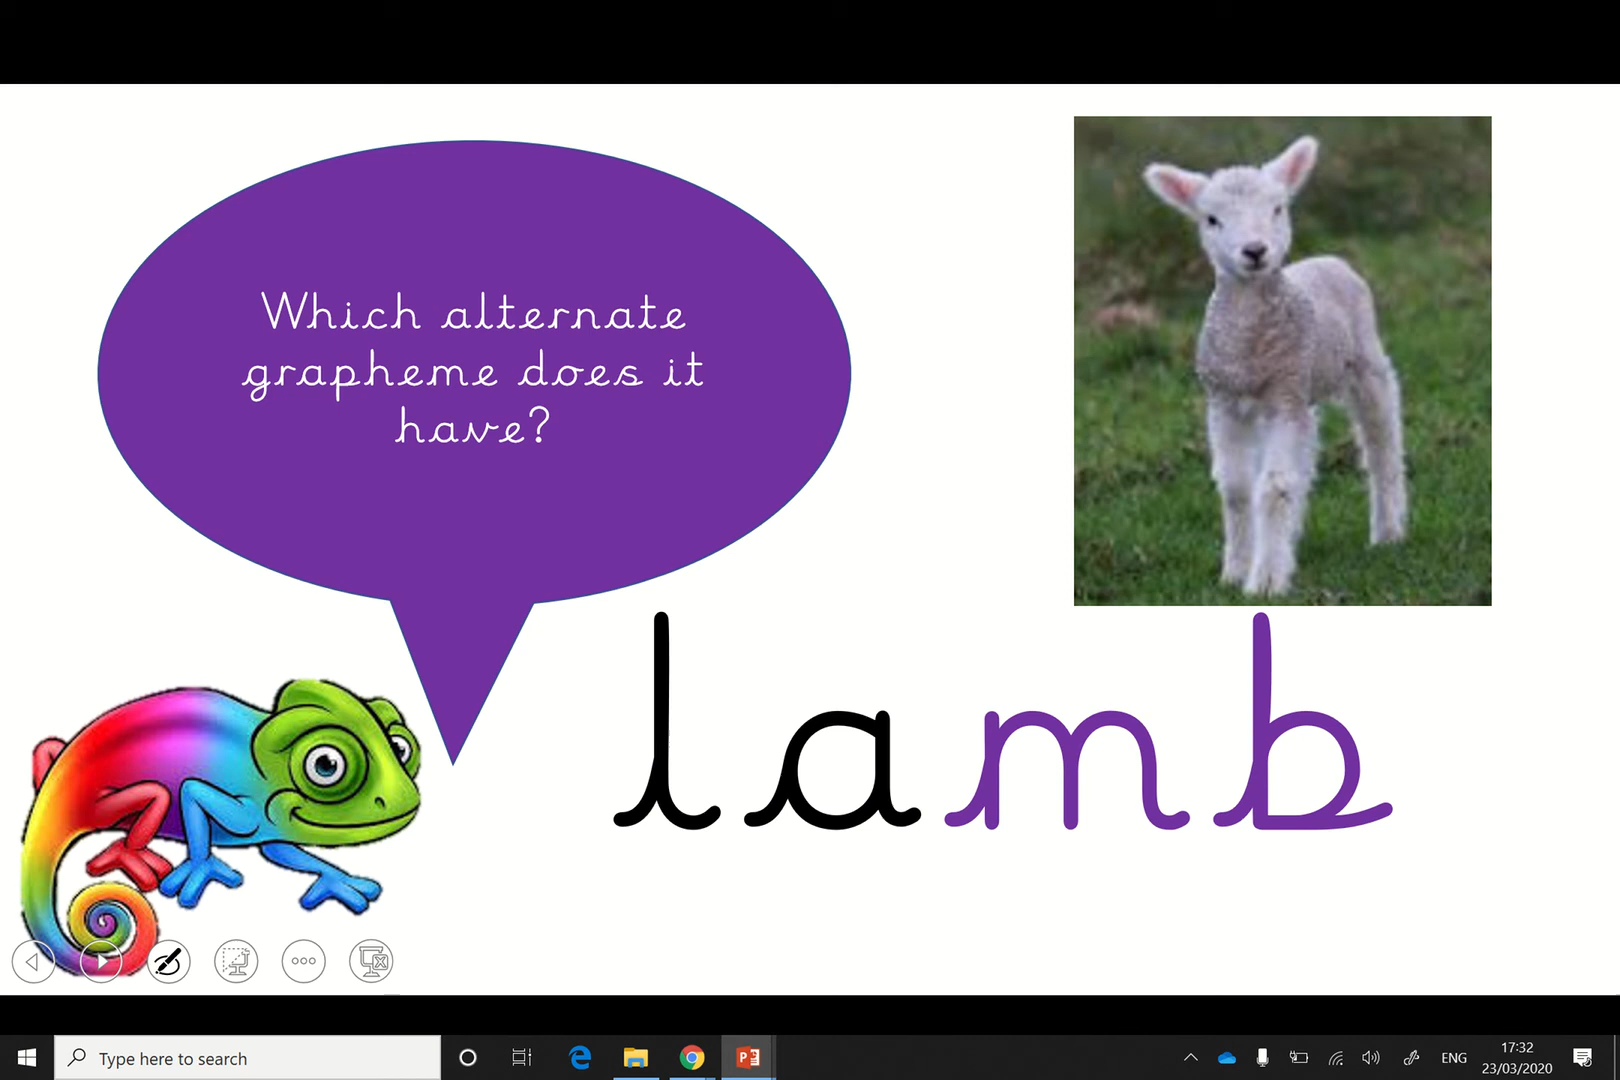 Which alternate
grapheme does it
have?
lamb
Type here to search
ENG
17:32
23/03/2020